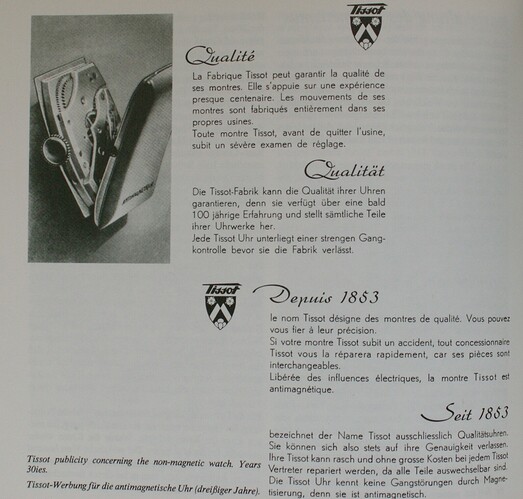 Tissot
Qualité
La Fabrique Tissot peut garantir la qualité de
ses montres. Elle s'appuie sur une expérience
presque centenaire. Les mouvements de ses
montres sont fabriqués entièrement dans ses
propres usines.
Toute montre Tissot, avant de quitter l'usine,
subit un sévère examen de réglage.
Qualität
Die Tissot-Fabrik kann die Qualität ihrer Uhren
garantieren, denn sie verfügt über eine bald
100 jährige Erfahrung und stellt sämtliche Teile
ihrer Uhrwerke her.
Jede Tissot Uhr unterliegt einer strengen Gang-
kontrolle bevor sie die Fabrik verlässt.
Tissot
Depuis 1853
le nom Tissot désigne des montres de qualité. Vous pouvez
vous fier à leur précision.
Si votre montre Tissot subit un accident, tout concessionnaire
Tissot vous la réparera rapidement, car ses pièces sont
interchangeables.
Libérée des influences électriques, la montre Tissot est
antimagnétique.
Seit 1853
bezeichnet der Name Tissot ausschliesslich Qualitätsuhren.
Sie können sich also stets auf ihre Genauigkeit verlassen.
Ihre Tissot kann rasch und ohne grosse Kosten bei jedem Tissot
Vertreter repariert werden, da alle Teile auswechselbar sind.
Die Tissot Uhr kennt keine Gangstörungen durch Magne-
tisierung, denn sie ist antimagnetisch.
Tissot publicity concerning the non-magnetic watch. Years
30ies.
Tissot-Werbung für die antimagnetische Uhr (dreißiger Jahre).